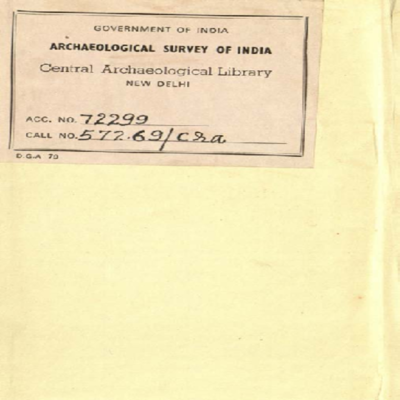 GOVERNMENT OF INDIA
ARCHAEOLOGICAL SURVEY OF INDIA
Central Archaeological Library
NEW DELHI
ACC. NO. 72299
CALL NO. 572.69/Cra
D.G.A 79